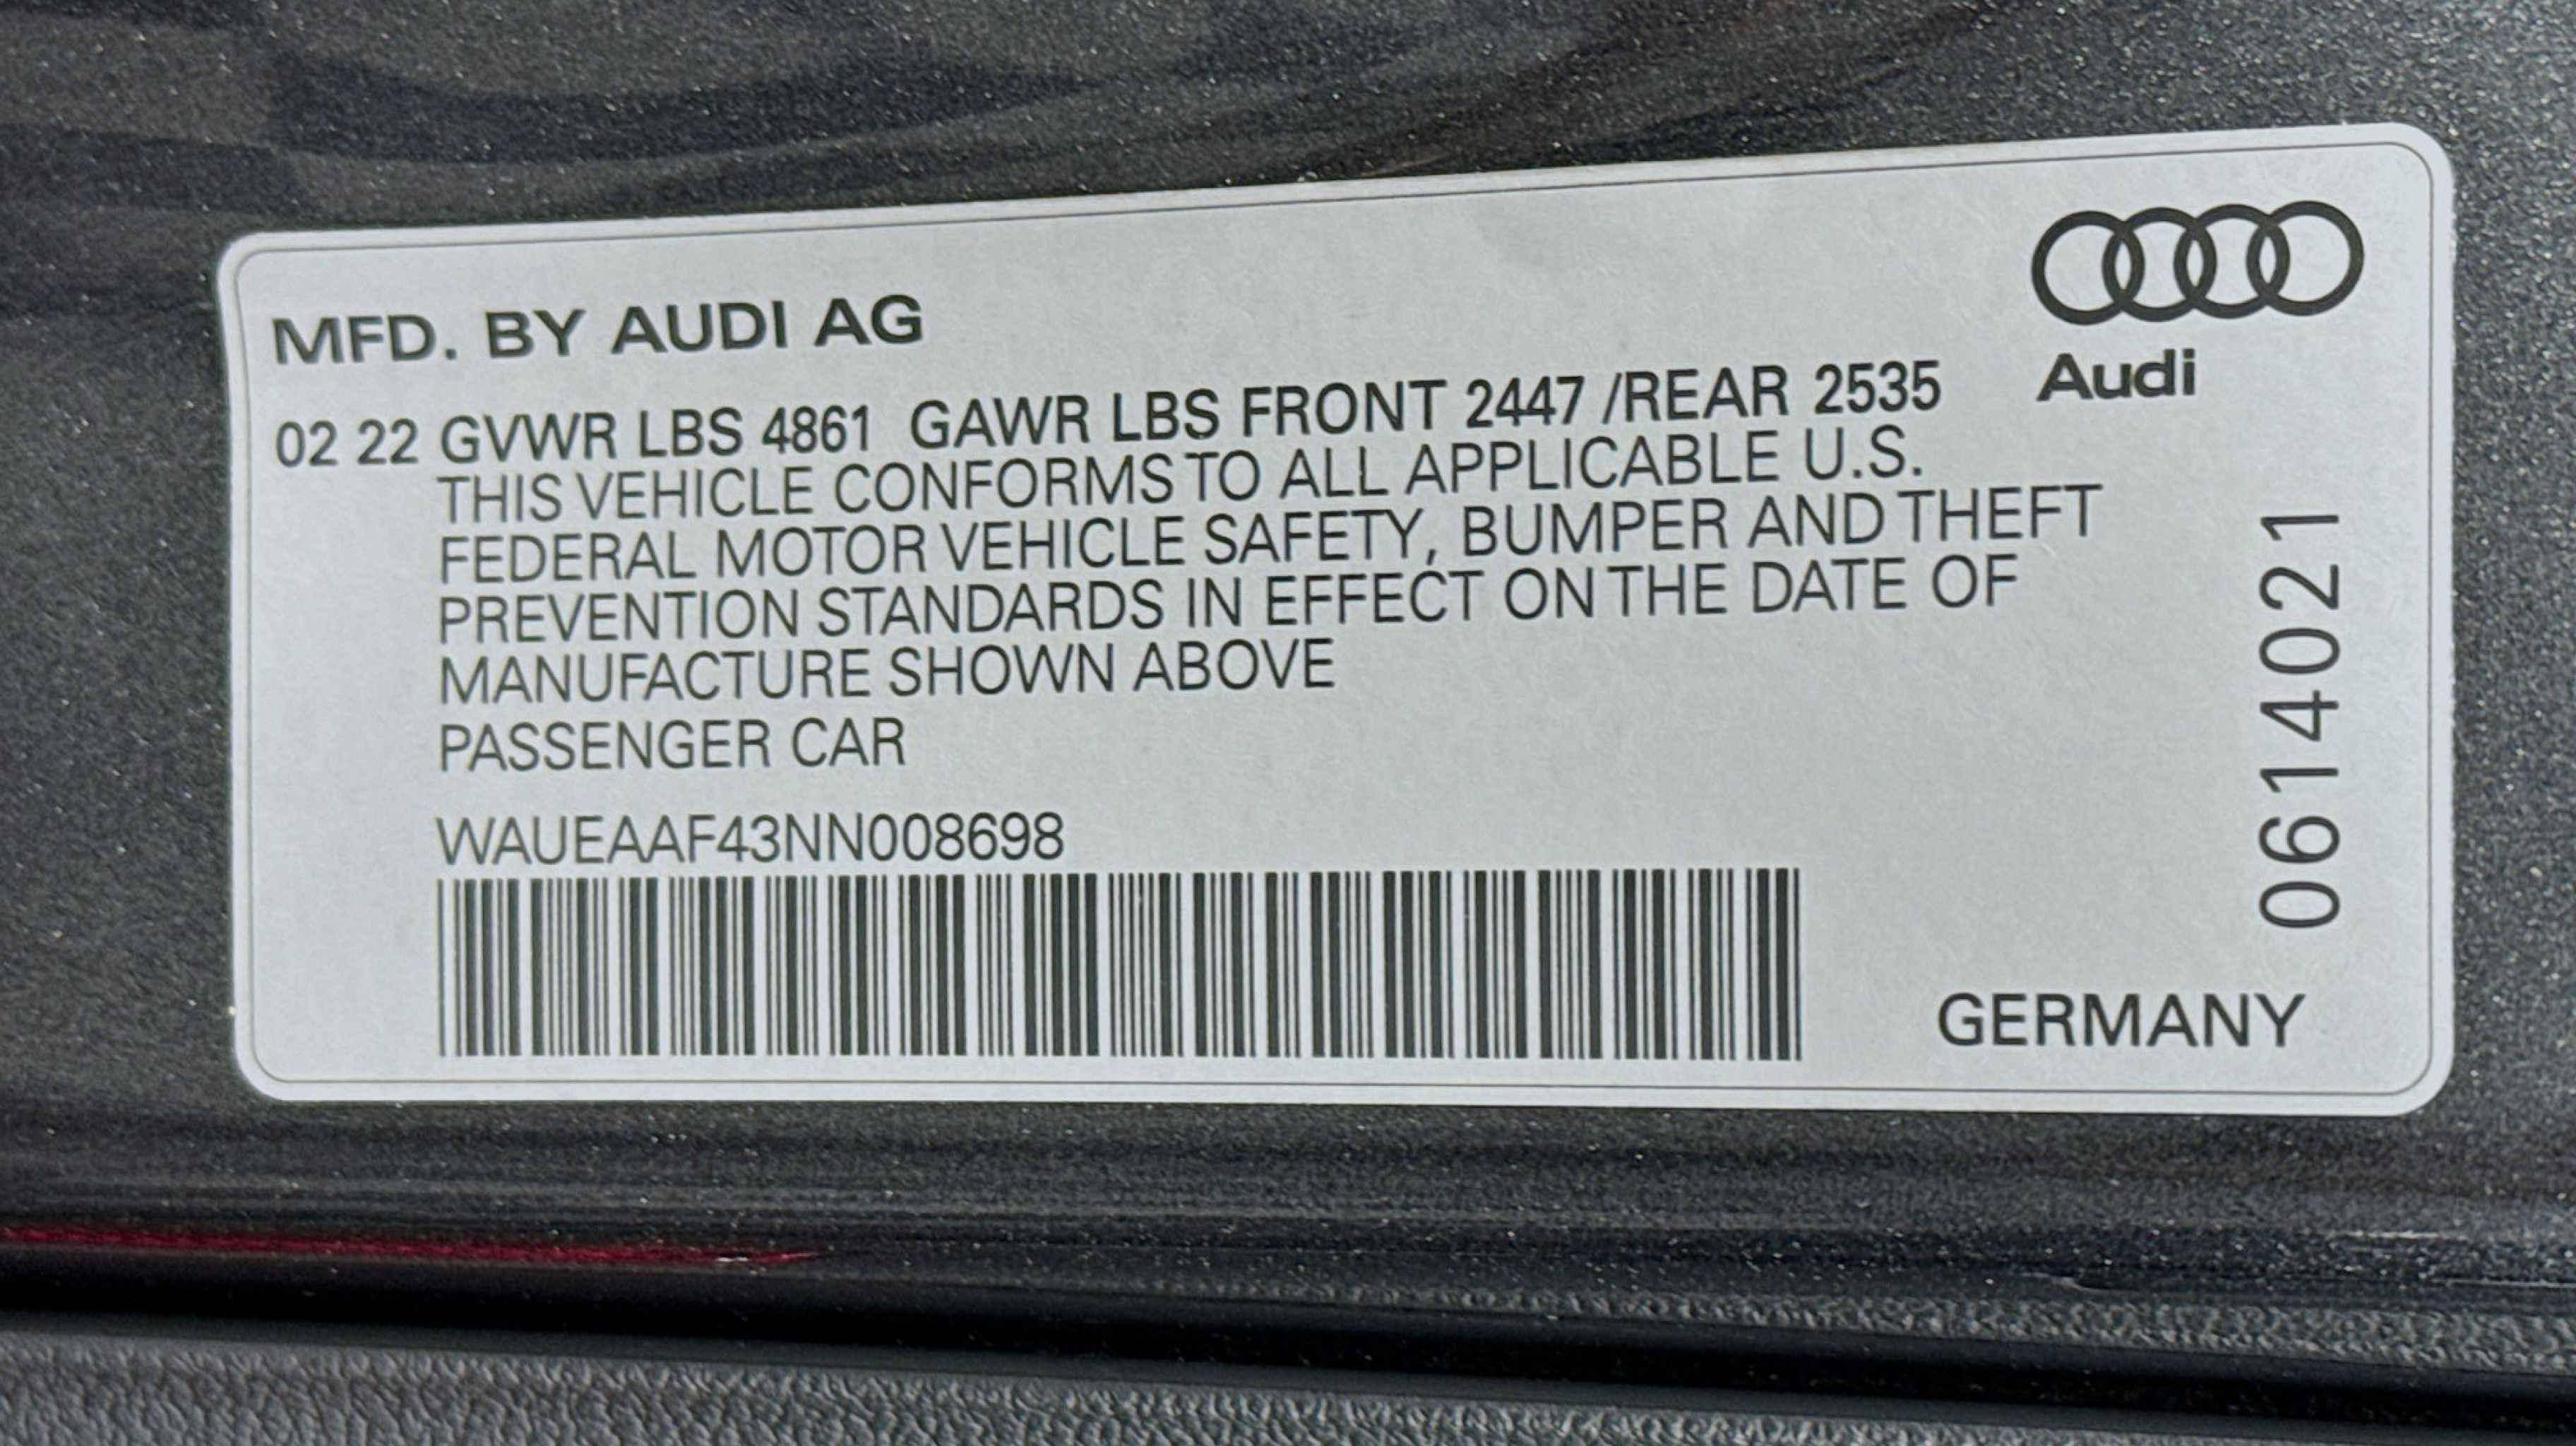 MFD. BY AUDI AG
Audi
02 22 GVWR LBS 4861 GAWR LBS FRONT 2447 /REAR 2535
THIS VEHICLE CONFORMS TO ALL APPLICABLE U.S.
FEDERAL MOTOR VEHICLE SAFETY, BUMPER AND THEFT
PREVENTION STANDARDS IN EFFECT ON THE DATE OF
MANUFACTURE SHOWN ABOVE
PASSENGER CAR
WAUEAAF43NN008698
0614021
GERMANY